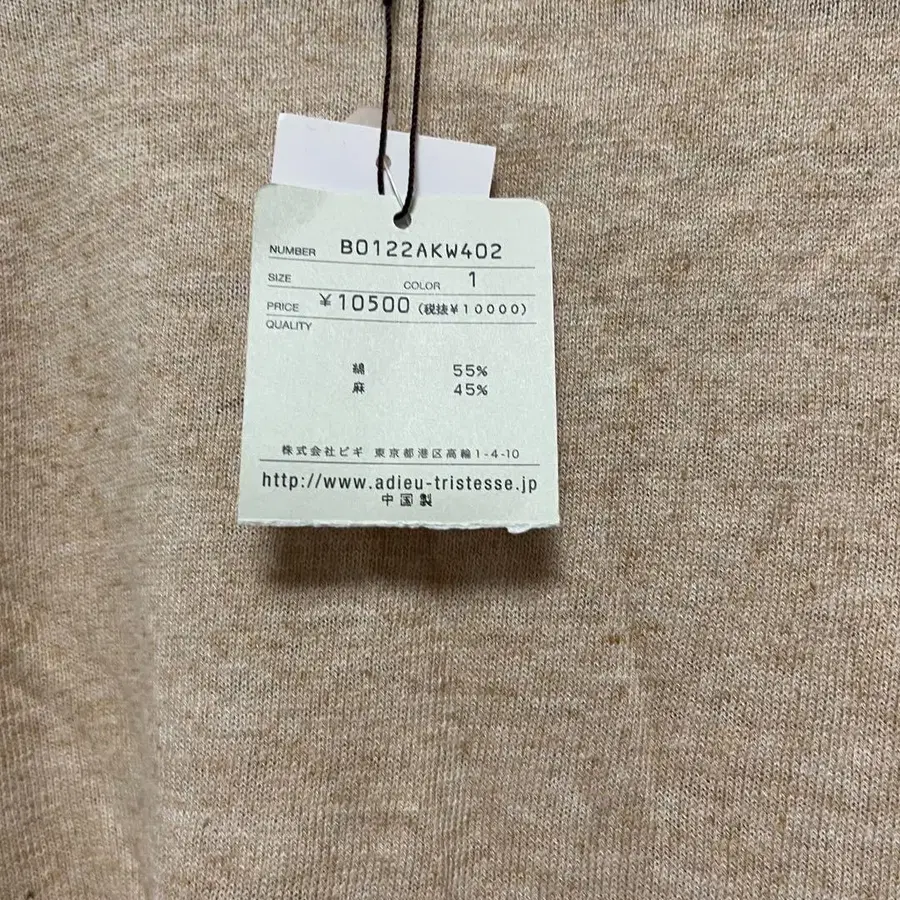 NUMBER B0122AKW402
SIZE COLOR 1
PRICE ¥10500 (税抜¥10000)
QUALITY
綿 55%
麻 45%
株式会社ビギ 東京都港区高輪1-4-10
http://www.adieu-tristesse.jp
中国製